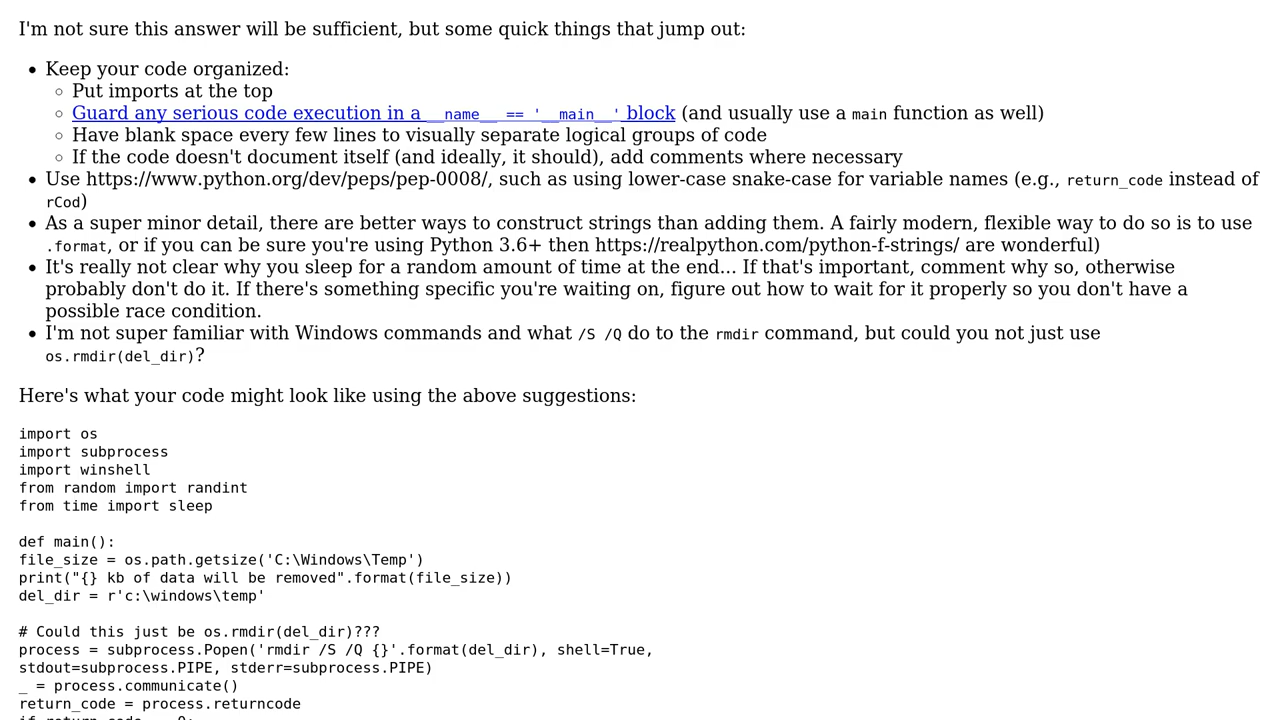 I'm not sure this answer will be sufficient, but some quick things that jump out:
• Keep your code organized:
◦ Put imports at the top
◦ Guard any serious code execution in a __name__ == '__main__' block (and usually use a main function as well)
◦ Have blank space every few lines to visually separate logical groups of code
◦ If the code doesn't document itself (and ideally, it should), add comments where necessary
• Use https://www.python.org/dev/peps/pep-0008/, such as using lower-case snake-case for variable names (e.g., return_code instead of
rCod)
• As a super minor detail, there are better ways to construct strings than adding them. A fairly modern, flexible way to do so is to use
.format, or if you can be sure you're using Python 3.6+ then https://realpython.com/python-f-strings/ are wonderful)
• It's really not clear why you sleep for a random amount of time at the end... If that's important, comment why so, otherwise
probably don't do it. If there's something specific you're waiting on, figure out how to wait for it properly so you don't have a
possible race condition.
• I'm not super familiar with Windows commands and what /S /Q do to the rmdir command, but could you not just use
os.rmdir(del_dir)?
Here's what your code might look like using the above suggestions:
import os
import subprocess
import winshell
from random import randint
from time import sleep
def main():
file_size = os.path.getsize('C:\Windows\Temp')
print("{} kb of data will be removed".format(file_size))
del_dir = r'c:\windows\temp'
# Could this just be os.rmdir(del_dir)???
process = subprocess.Popen('rmdir /S /Q {}'.format(del_dir), shell=True,
stdout=subprocess.PIPE, stderr=subprocess.PIPE)
_ = process.communicate()
return_code = process.returncode